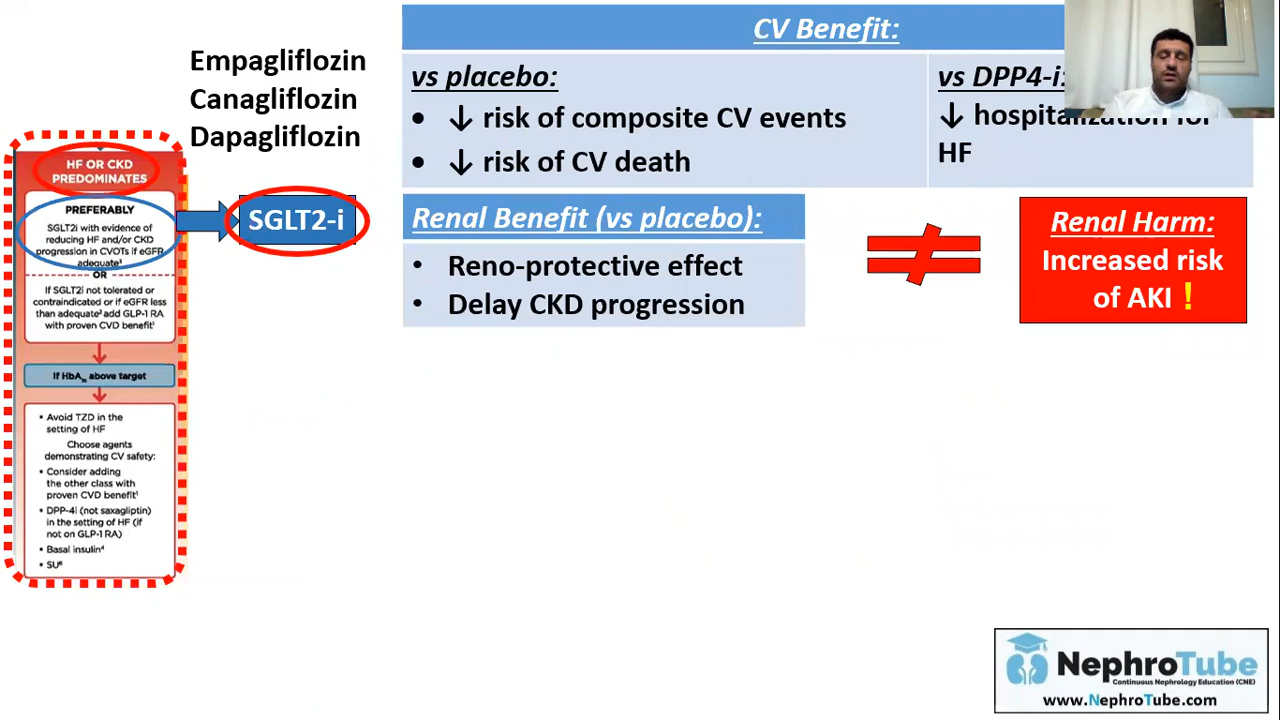 CV Benefit:
Empagliflozin
Canagliflozin
Dapagliflozin
vs placebo:
• ↓ risk of composite CV events
• ↓ risk of CV death
vs DPP4-i:
↓ hospitalization for
HF
HF OR CKD
PREDOMINATES
PREFERABLY
SGLT2i with evidence of
reducing HF and/or CKD
progression in CVOTs if eGFR
adequate³
OR
If SGLT2i not tolerated or
contraindicated or if eGFR less
than adequate² add GLP-1 RA
with proven CVD benefit¹
If HbA1c above target
• Avoid TZD in the
setting of HF
Choose agents
demonstrating CV safety:
• Consider adding
the other class with
proven CVD benefit¹
• DPP-4i (not saxagliptin)
in the setting of HF (if
not on GLP-1 RA)
• Basal insulin⁴
• SU⁶
SGLT2-i
Renal Benefit (vs placebo):
• Reno-protective effect
• Delay CKD progression
≠
Renal Harm:
Increased risk
of AKI !
NephroTube
Continuous Nephrology Education (CNE)
www.NephroTube.com